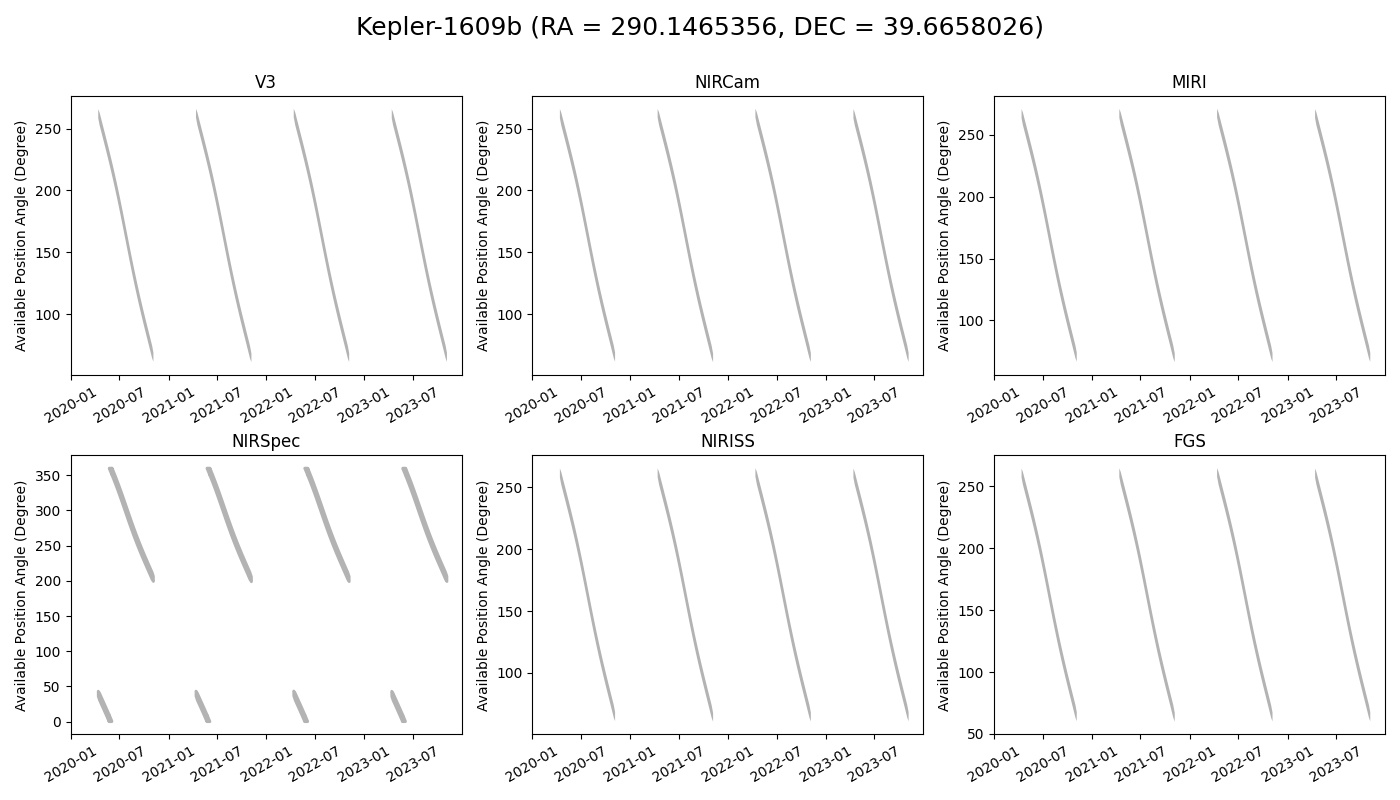 Kepler-1609b (RA = 290.1465356, DEC = 39.6658026)
V3
Available Position Angle (Degree)
250
200
150
100
2020-01 2020-07 2021-01 2021-07 2022-01 2022-07 2023-01 2023-07
NIRCam
Available Position Angle (Degree)
250
200
150
100
2020-01 2020-07 2021-01 2021-07 2022-01 2022-07 2023-01 2023-07
MIRI
Available Position Angle (Degree)
250
200
150
100
2020-01 2020-07 2021-01 2021-07 2022-01 2022-07 2023-01 2023-07
NIRSpec
Available Position Angle (Degree)
350
300
250
200
150
100
50
0
2020-01 2020-07 2021-01 2021-07 2022-01 2022-07 2023-01 2023-07
NIRISS
Available Position Angle (Degree)
250
200
150
100
2020-01 2020-07 2021-01 2021-07 2022-01 2022-07 2023-01 2023-07
FGS
Available Position Angle (Degree)
250
200
150
100
50
2020-01 2020-07 2021-01 2021-07 2022-01 2022-07 2023-01 2023-07